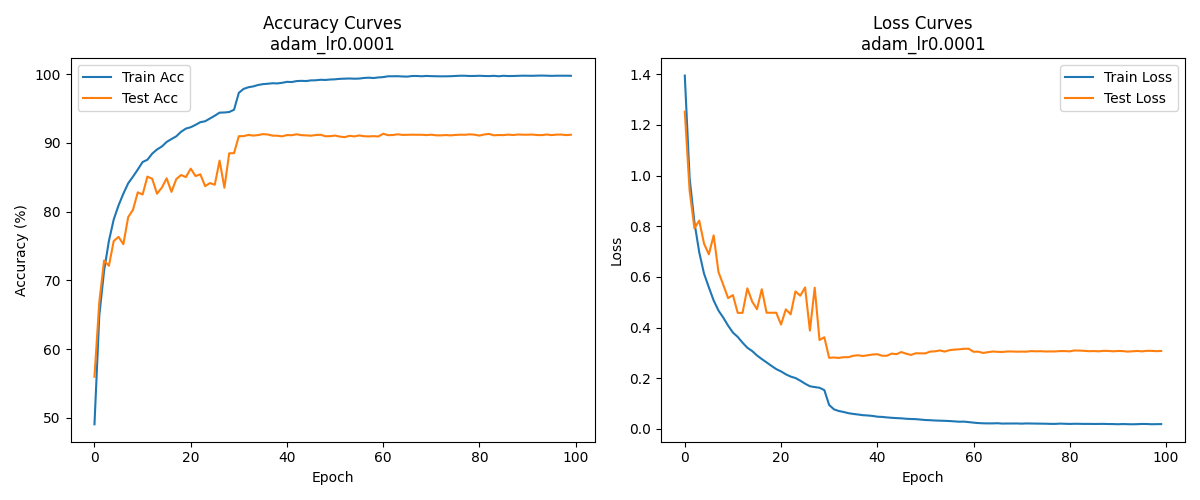 Accuracy Curves
adam_lr0.0001
Train Acc
Test Acc
Accuracy (%)
100
90
80
70
60
50
0
20
40
60
80
100
Epoch
Loss Curves
adam_lr0.0001
Train Loss
Test Loss
Loss
1.4
1.2
1.0
0.8
0.6
0.4
0.2
0.0
0
20
40
60
80
100
Epoch